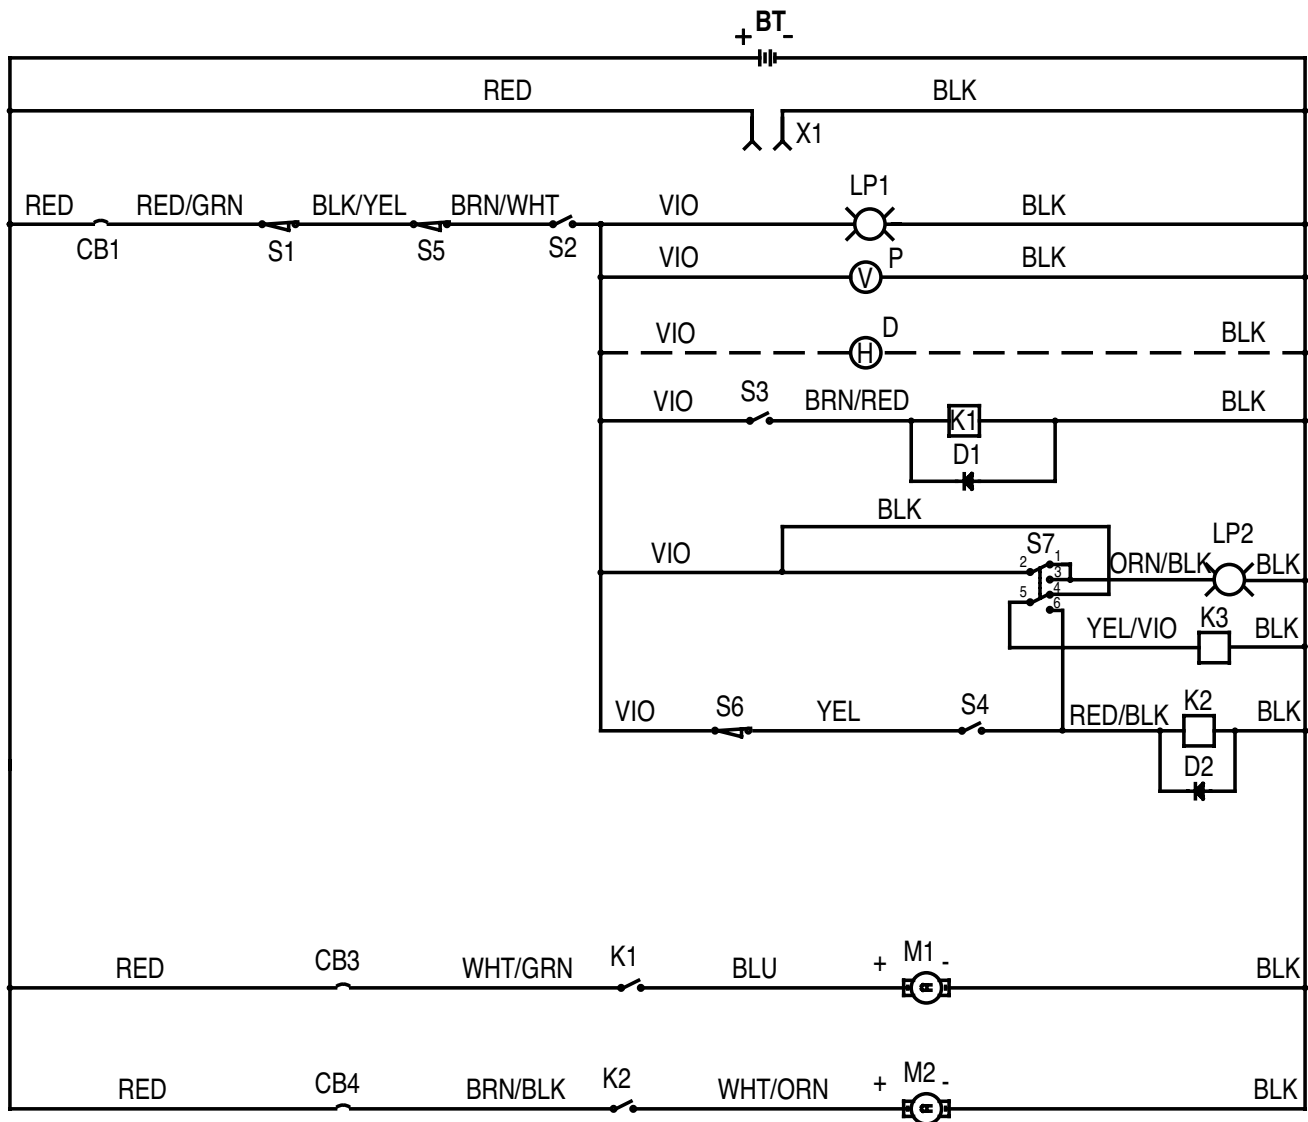 + BT -
RED BLK
X1
LP1
RED RED/GRN BLK/YEL BRN/WHT VIO BLK
CB1 S1 S5 S2
VIO P BLK
V
VIO D BLK
H
VIO S3 BRN/RED BLK
K1
D1
BLK
VIO S7 LP2
2 1 ORN/BLK BLK
3
5 4
6
YEL/VIO K3 BLK
VIO S6 YEL S4 RED/BLK K2 BLK
D2
RED CB3 WHT/GRN K1 BLU + M1 - BLK
RED CB4 BRN/BLK K2 WHT/ORN + M2 - BLK